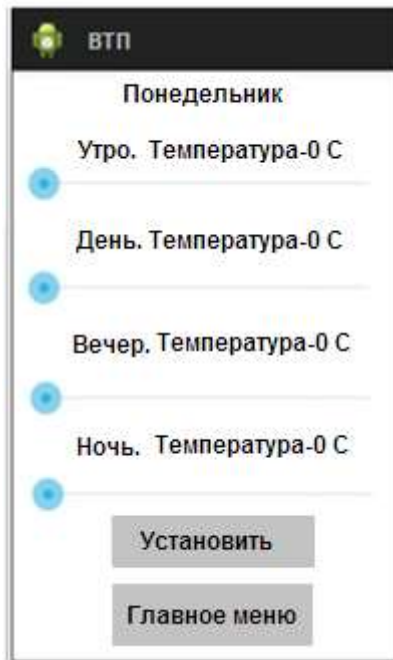 ВТП
Понедельник
Утро. Температура-0 С
День. Температура-0 С
Вечер. Температура-0 С
Ночь. Температура-0 С
Установить
Главное меню